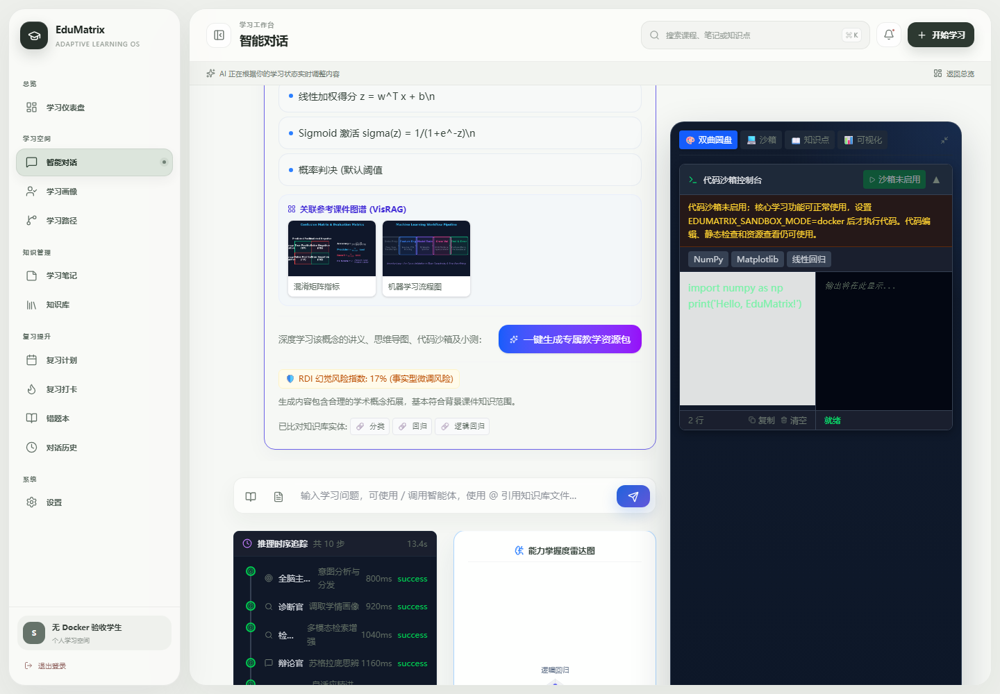 EduMatrix
ADAPTIVE LEARNING OS
总览
学习仪表盘
学习空间
智能对话
学习画像
学习路径
知识管理
学习笔记
知识库
复习提升
复习计划
复习打卡
错题本
对话历史
系统
设置
S
无 Docker 验收学生
个人学习空间
退出登录
学习工作台
智能对话
搜索课程、笔记或知识点
⌘K
开始学习
AI 正在根据你的学习状态实时调整内容
返回总览
线性加权得分 z = w^T x + b\n
Sigmoid 激活 sigma(z) = 1/(1+e^-z)\n
概率判决 (默认阈值
关联参考课件图谱 (VisRAG)
Confusion Matrix & Evaluation Metrics
混淆矩阵指标
Machine Learning Workflow Pipeline
机器学习流程图
深度学习该概念的讲义、思维导图、代码沙箱及小测：
一键生成专属教学资源包
RDI 幻觉风险指数: 17% (事实型微调风险)
生成内容包含合理的学术概念拓展，基本符合背景课件知识范围。
已比对知识库实体:
分类
回归
逻辑回归
输入学习问题，可使用 / 调用智能体，使用 @ 引用知识库文件...
推理时序追踪
共 10 步
13.4s
全脑主...
意图分析与
分发
800ms
success
诊断官
调取学情画像
920ms
success
检...
多模态检索增
强
1040ms
success
辩论官
苏格拉底思辨
1160ms
success
能力掌握度雷达图
逻辑回归
双曲圆盘
沙箱
知识点
可视化
代码沙箱控制台
沙箱未启用
代码沙箱未启用；核心学习功能可正常使用，设置
EDUMATRIX_SANDBOX_MODE=docker 后才执行代码。代码编
辑、静态检查和资源查看仍可使用。
NumPy
Matplotlib
线性回归
import numpy as np
print('Hello, EduMatrix!')
输出将在此显示...
2 行
复制
清空
就绪